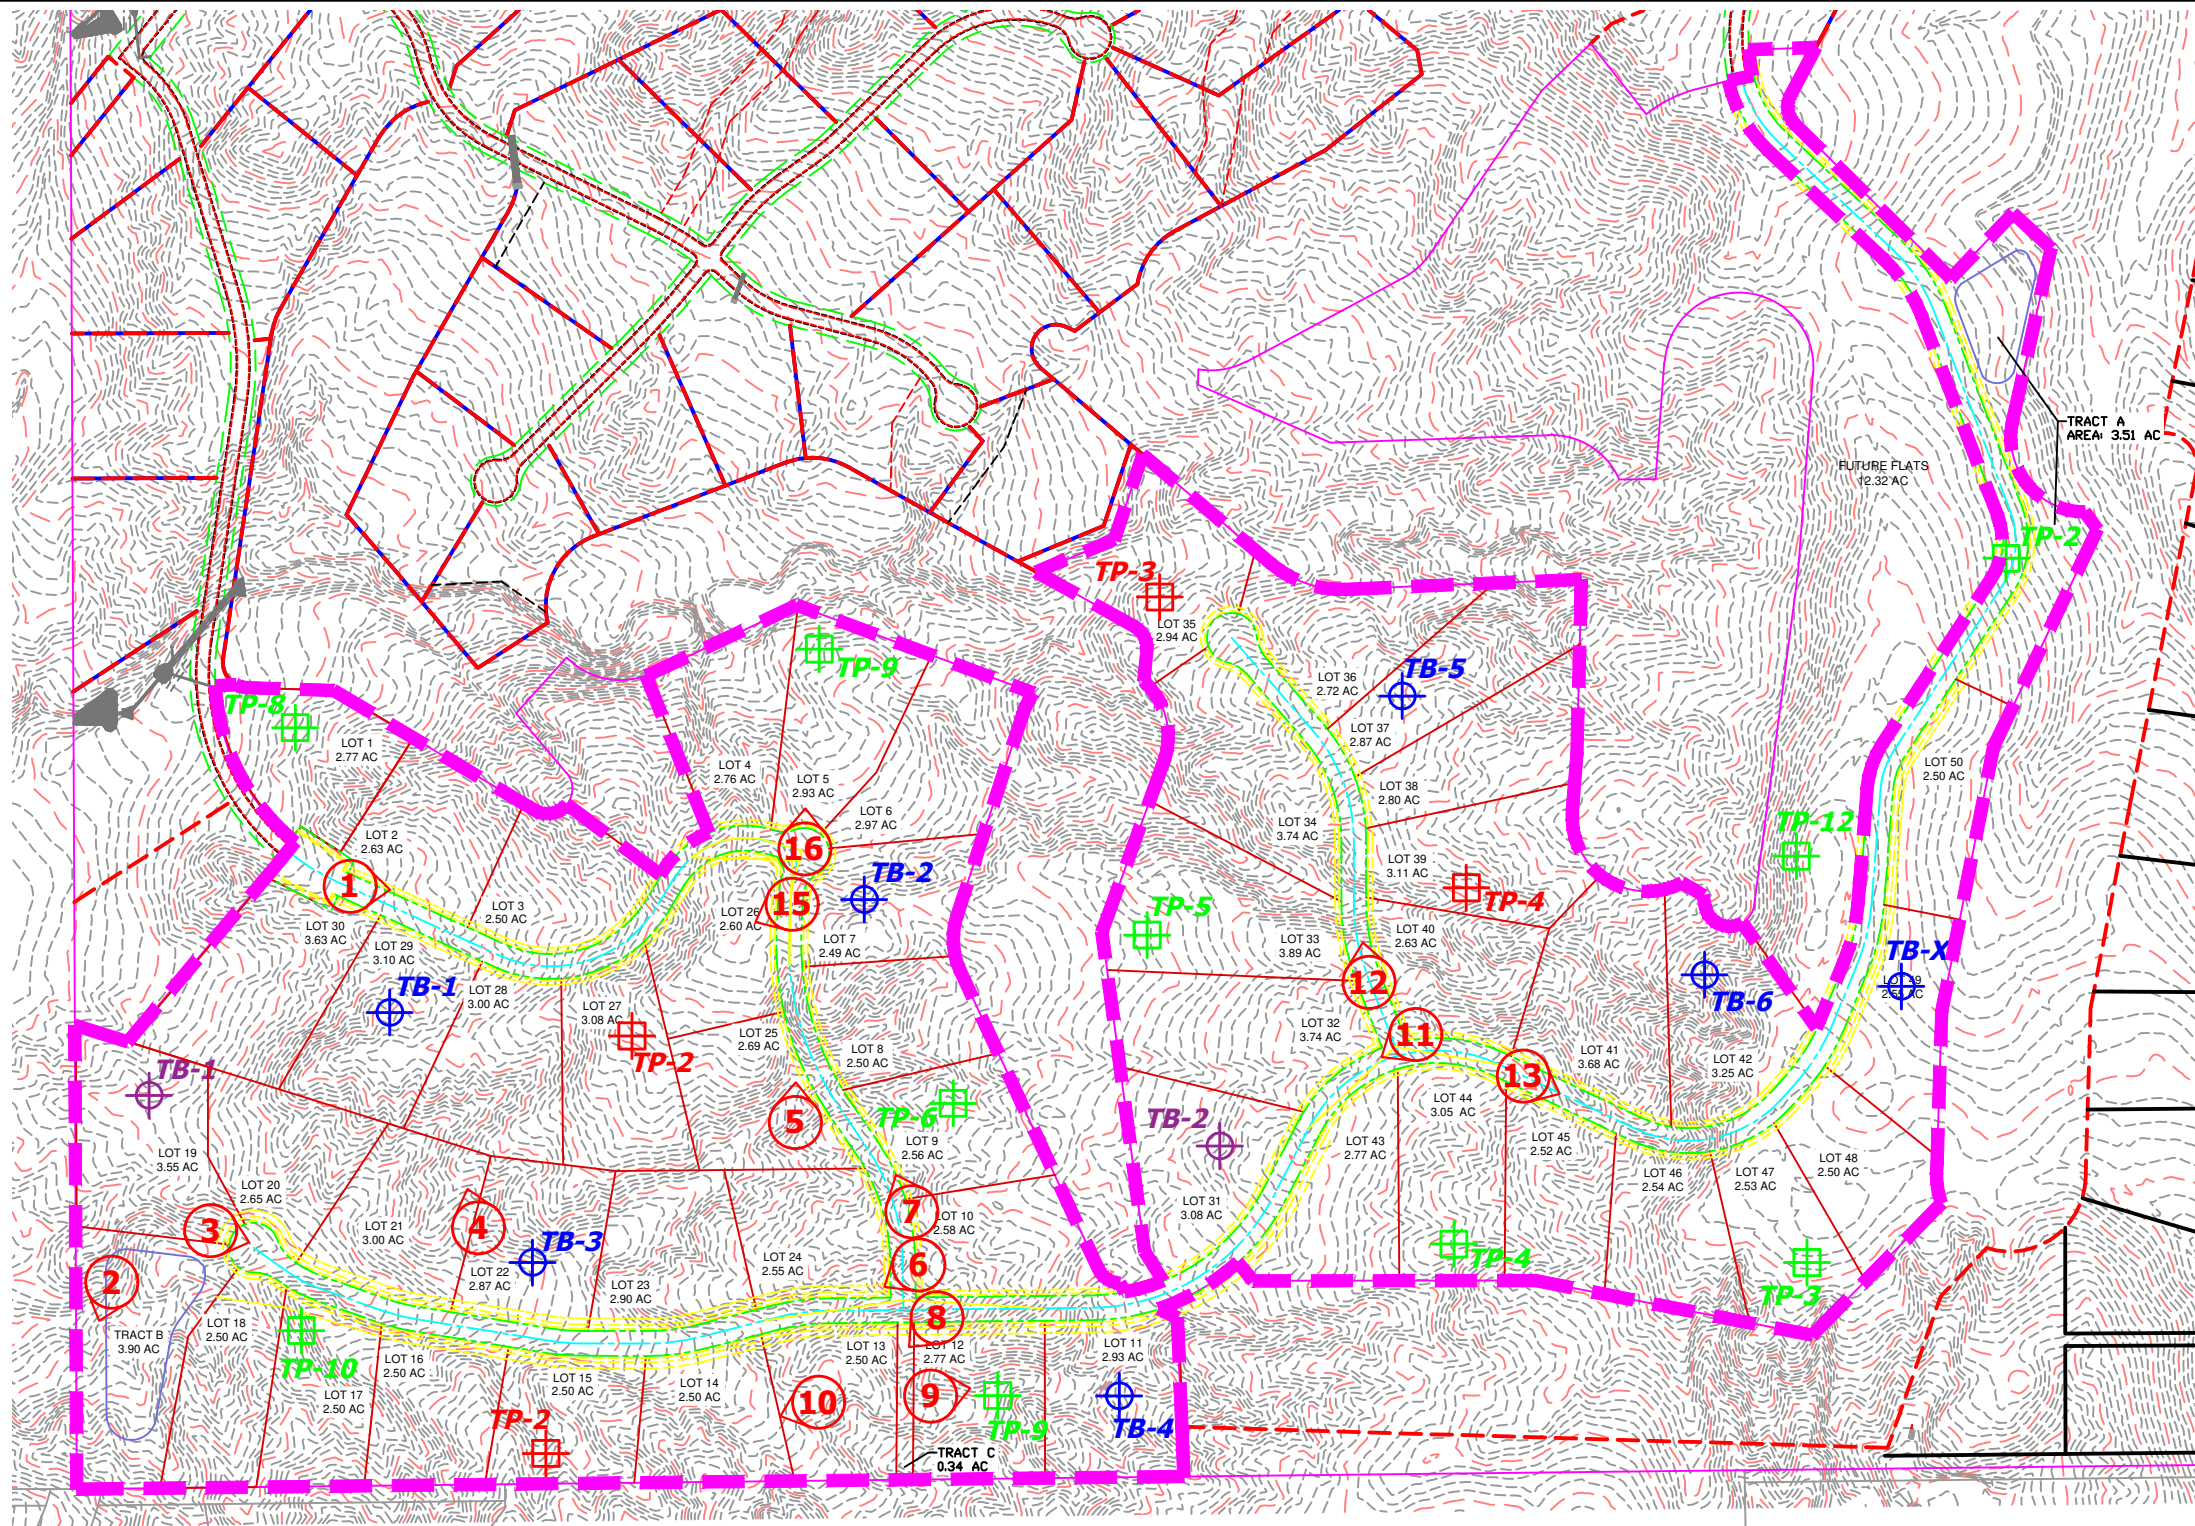 TRACT A
AREA: 3.51 AC
FUTURE FLATS
12.32 AC
TP-2
TP-3
LOT 35
2.94 AC
TP-9
TB-5
LOT 36
2.72 AC
TP-8
LOT 1
2.77 AC
LOT 37
2.87 AC
LOT 4
2.76 AC
LOT 5
2.93 AC
LOT 50
2.50 AC
LOT 38
2.80 AC
LOT 6
2.97 AC
LOT 34
3.74 AC
TP-12
LOT 2
2.63 AC
16
LOT 39
3.11 AC
TB-2
1
TP-4
LOT 3
2.50 AC
15
LOT 26
2.60 AC
TP-5
LOT 30
3.63 AC
LOT 29
3.10 AC
LOT 7
2.49 AC
LOT 33
3.89 AC
LOT 40
2.63 AC
TB-X
LOT 49
TB-1
LOT 28
3.00 AC
12
TB-6
LOT 27
3.08 AC
TP-2
LOT 25
2.69 AC
LOT 32
3.74 AC
11
LOT 8
2.50 AC
LOT 41
3.68 AC
LOT 42
3.25 AC
TB-1
13
5
TP-6
TB-2
LOT 44
3.05 AC
LOT 9
2.56 AC
LOT 43
2.77 AC
LOT 45
2.52 AC
LOT 19
3.55 AC
LOT 46
2.54 AC
LOT 47
2.53 AC
LOT 48
2.50 AC
LOT 20
2.65 AC
LOT 31
3.08 AC
7
LOT 10
2.58 AC
3
LOT 21
3.00 AC
4
TB-3
TP-4
LOT 22
2.87 AC
LOT 23
2.90 AC
LOT 24
2.55 AC
6
2
TP-3
8
LOT 18
2.50 AC
TRACT B
3.90 AC
LOT 13
2.50 AC
LOT 12
2.77 AC
LOT 11
2.93 AC
TP-10
LOT 16
2.50 AC
LOT 17
2.50 AC
LOT 15
2.50 AC
LOT 14
2.50 AC
9
10
TP-2
TP-9
TB-4
TRACT C
0.34 AC